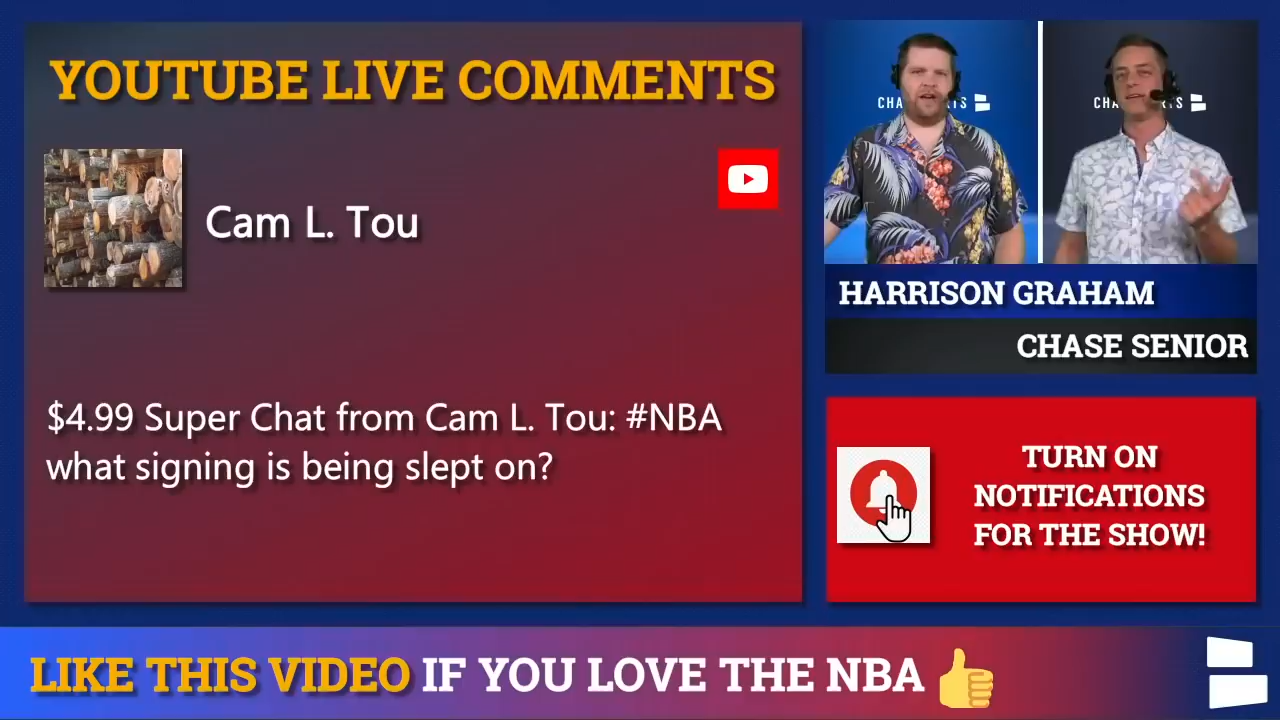 YOUTUBE LIVE COMMENTS
Cam L. Tou
$4.99 Super Chat from Cam L. Tou: #NBA
what signing is being slept on?
HARRISON GRAHAM
CHASE SENIOR
TURN ON
NOTIFICATIONS
FOR THE SHOW!
LIKE THIS VIDEO IF YOU LOVE THE NBA